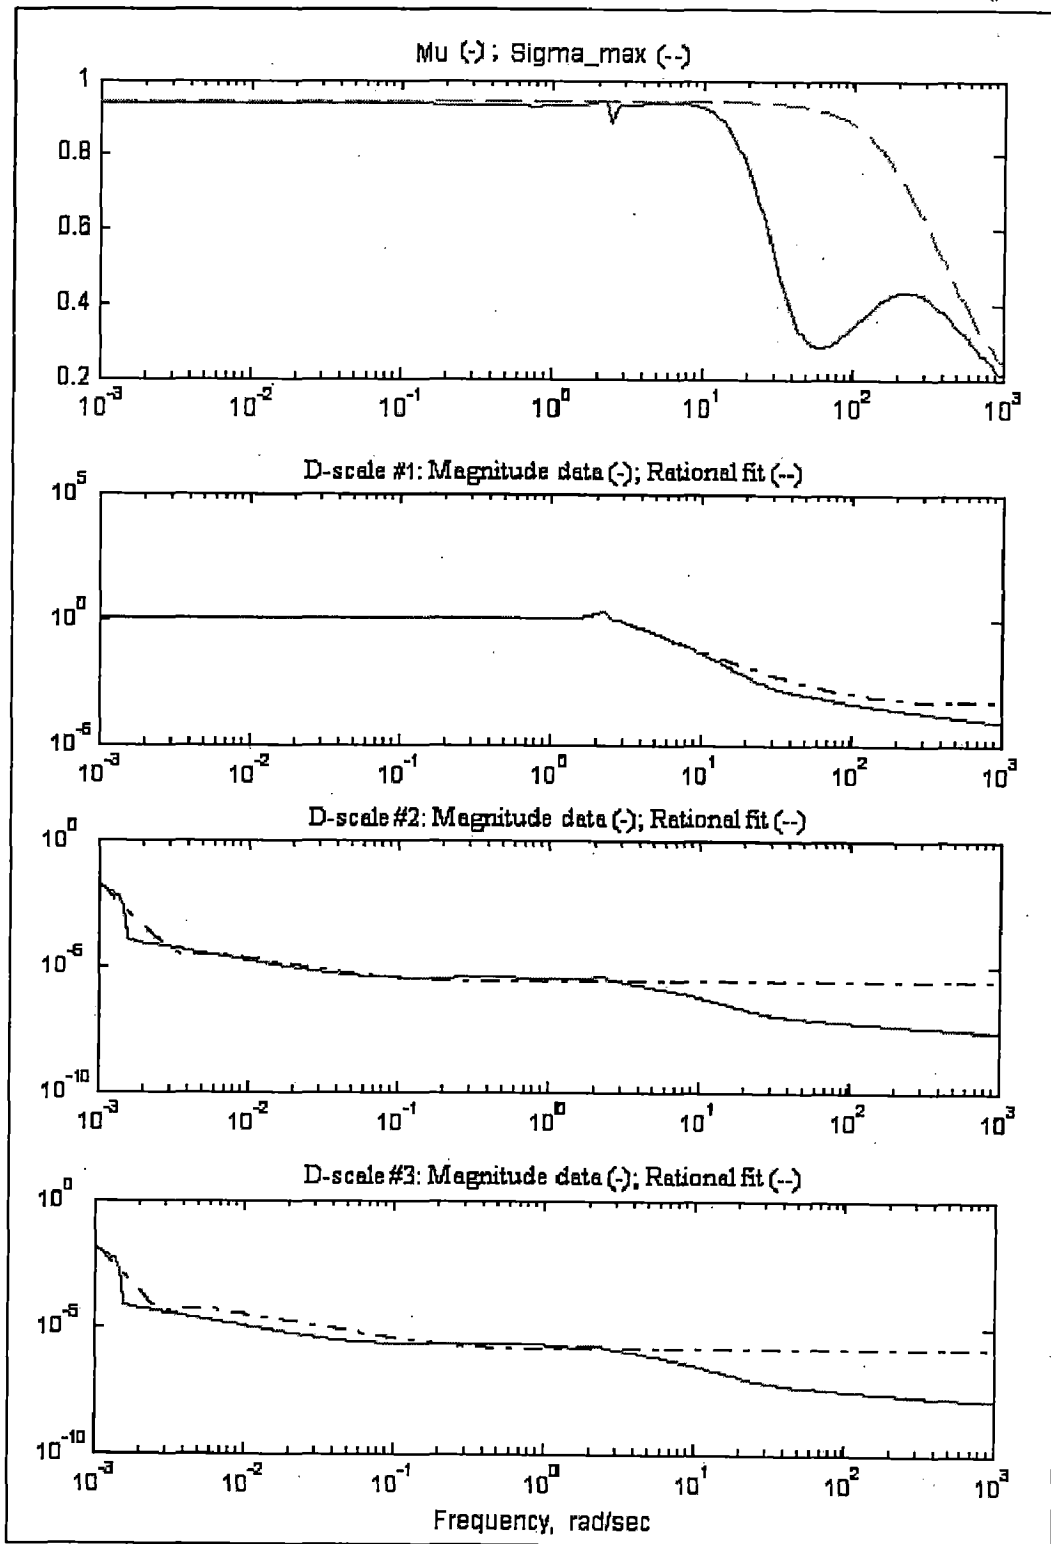 Mu (-) ; Sigma_max (--)
1
0.8
0.6
0.4
0.2
10^-3 10^-2 10^-1 10^0 10^1 10^2 10^3
D-scale #1: Magnitude data (-); Rational fit (--)
10^5
10^0
10^-5
10^-3 10^-2 10^-1 10^0 10^1 10^2 10^3
D-scale #2: Magnitude data (-); Rational fit (--)
10^0
10^-5
10^-10
10^-3 10^-2 10^-1 10^0 10^1 10^2 10^3
D-scale #3: Magnitude data (-); Rational fit (--)
10^0
10^-5
10^-10
10^-3 10^-2 10^-1 10^0 10^1 10^2 10^3
Frequency, rad/sec